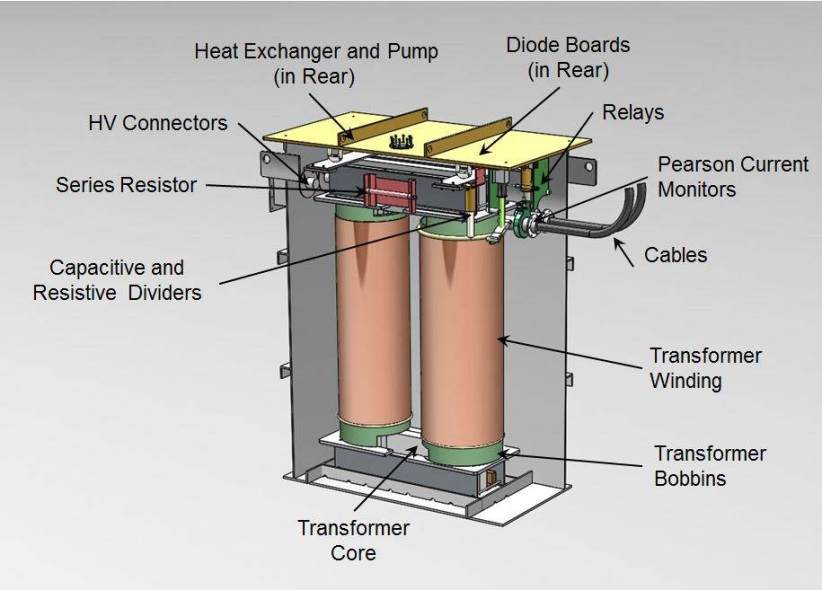 Heat Exchanger and Pump
(in Rear)
Diode Boards
(in Rear)
HV Connectors
Relays
Series Resistor
Pearson Current
Monitors
Cables
Capacitive and
Resistive Dividers
Transformer
Winding
Transformer
Bobbins
Transformer
Core